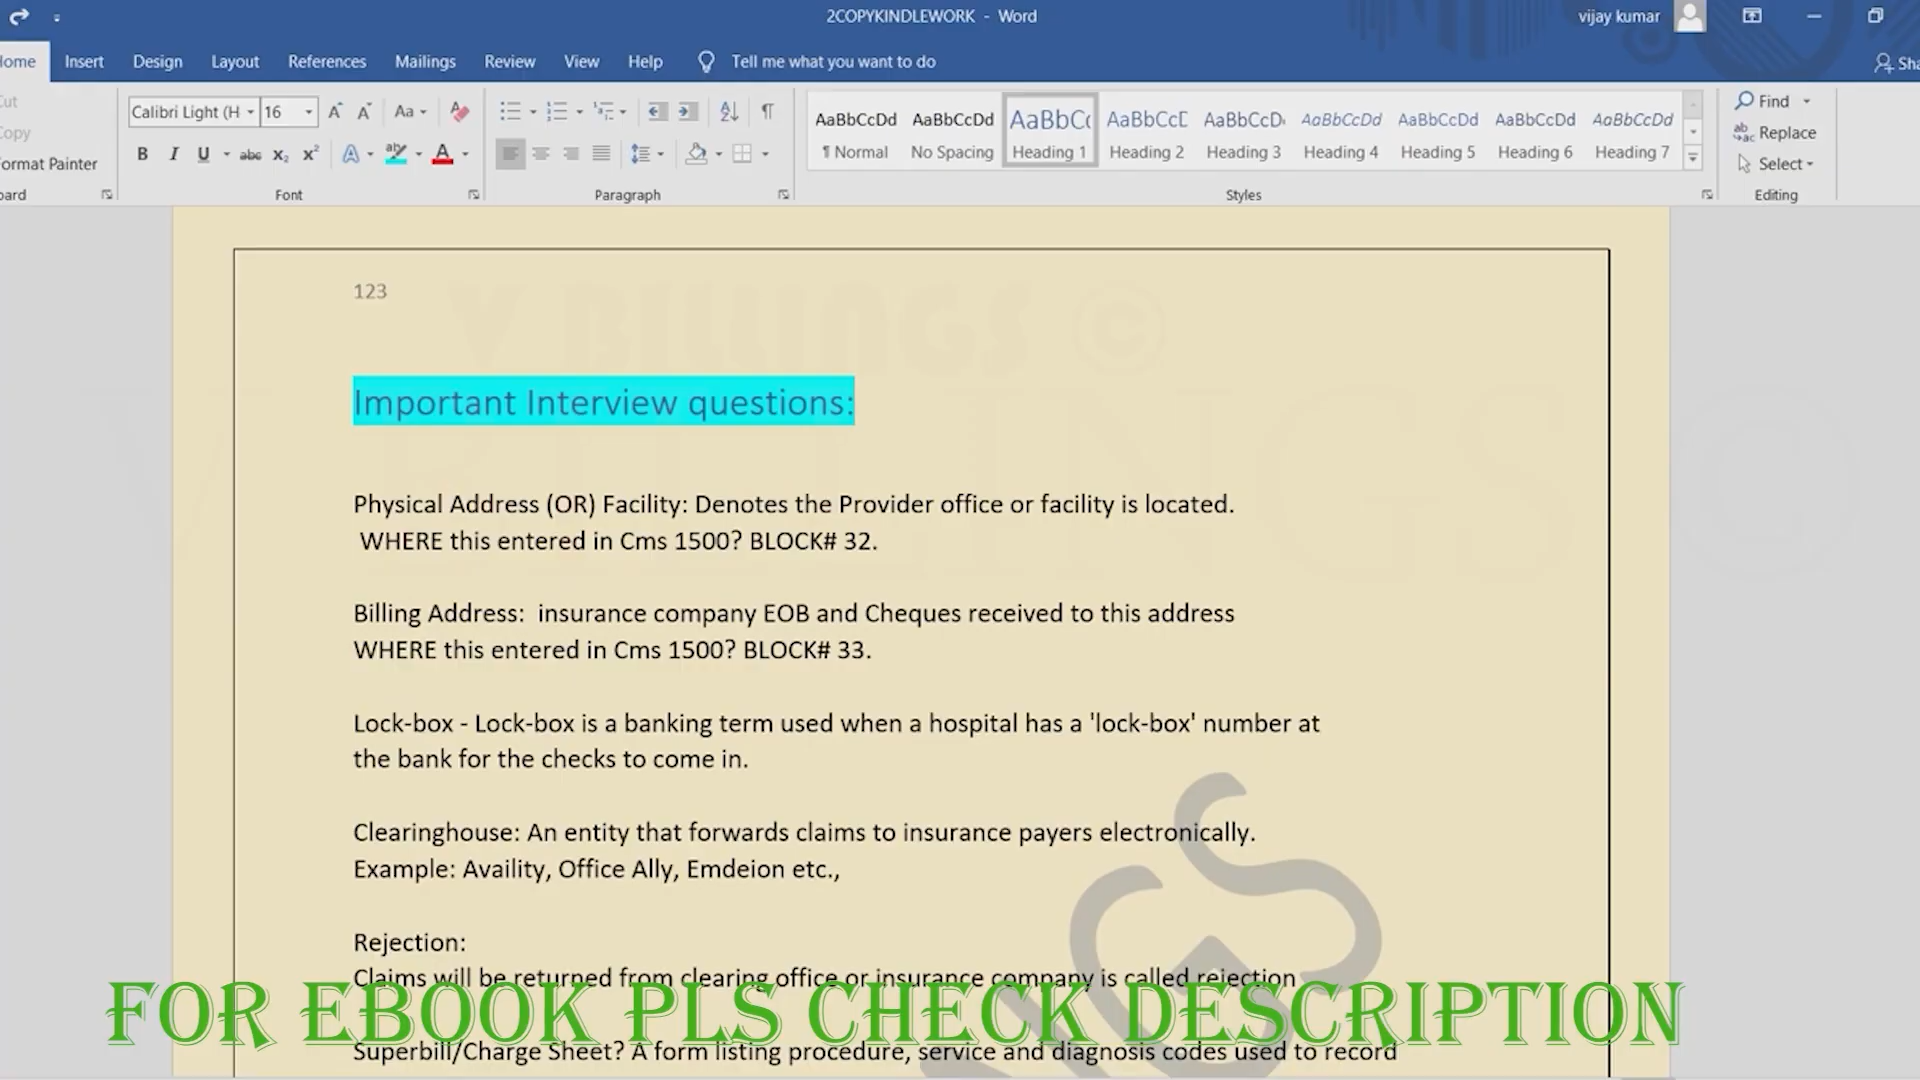 2COPYKINDLEWORK - Word
vijay kumar
Home Insert Design Layout References Mailings Review View Help Tell me what you want to do
Cut
Copy
Format Painter
Calibri Light (H 16
Aa
B I U abc x₂ x² A A
Font
Paragraph
AaBbCcDd AaBbCcDd AaBbCc AaBbCcD AaBbCcD AaBbCcDd AaBbCcDd AaBbCcDd AaBbCcDd
¶ Normal No Spacing Heading 1 Heading 2 Heading 3 Heading 4 Heading 5 Heading 6 Heading 7
Styles
Find
Replace
Select
Editing
123
V BILLINGS ©
Important Interview questions:
Physical Address (OR) Facility: Denotes the Provider office or facility is located.
WHERE this entered in Cms 1500? BLOCK# 32.
Billing Address: insurance company EOB and Cheques received to this address
WHERE this entered in Cms 1500? BLOCK# 33.
Lock-box - Lock-box is a banking term used when a hospital has a 'lock-box' number at
the bank for the checks to come in.
Clearinghouse: An entity that forwards claims to insurance payers electronically.
Example: Availity, Office Ally, Emdeion etc.,
Rejection:
Claims will be returned from clearing office or insurance company is called rejection
FOR EBOOK PLS CHECK DESCRIPTION
Superbill/Charge Sheet? A form listing procedure, service and diagnosis codes used to record